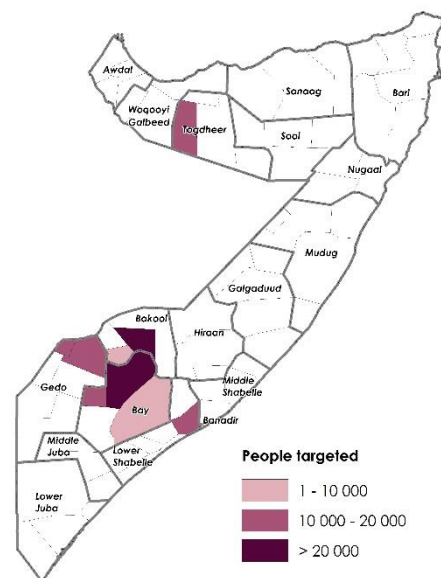 Awdal
Sanaag
Bari
Woqooyi
Galbeed
Togdheer
Sool
Nugaal
Mudug
Galgaduud
Bakool
Hiraan
Gedo
Middle
Shabelle
Bay
Banadir
Middle
Juba
Lower
Shabelle
Lower
Juba
People targeted
1 - 10 000
10 000 - 20 000
> 20 000